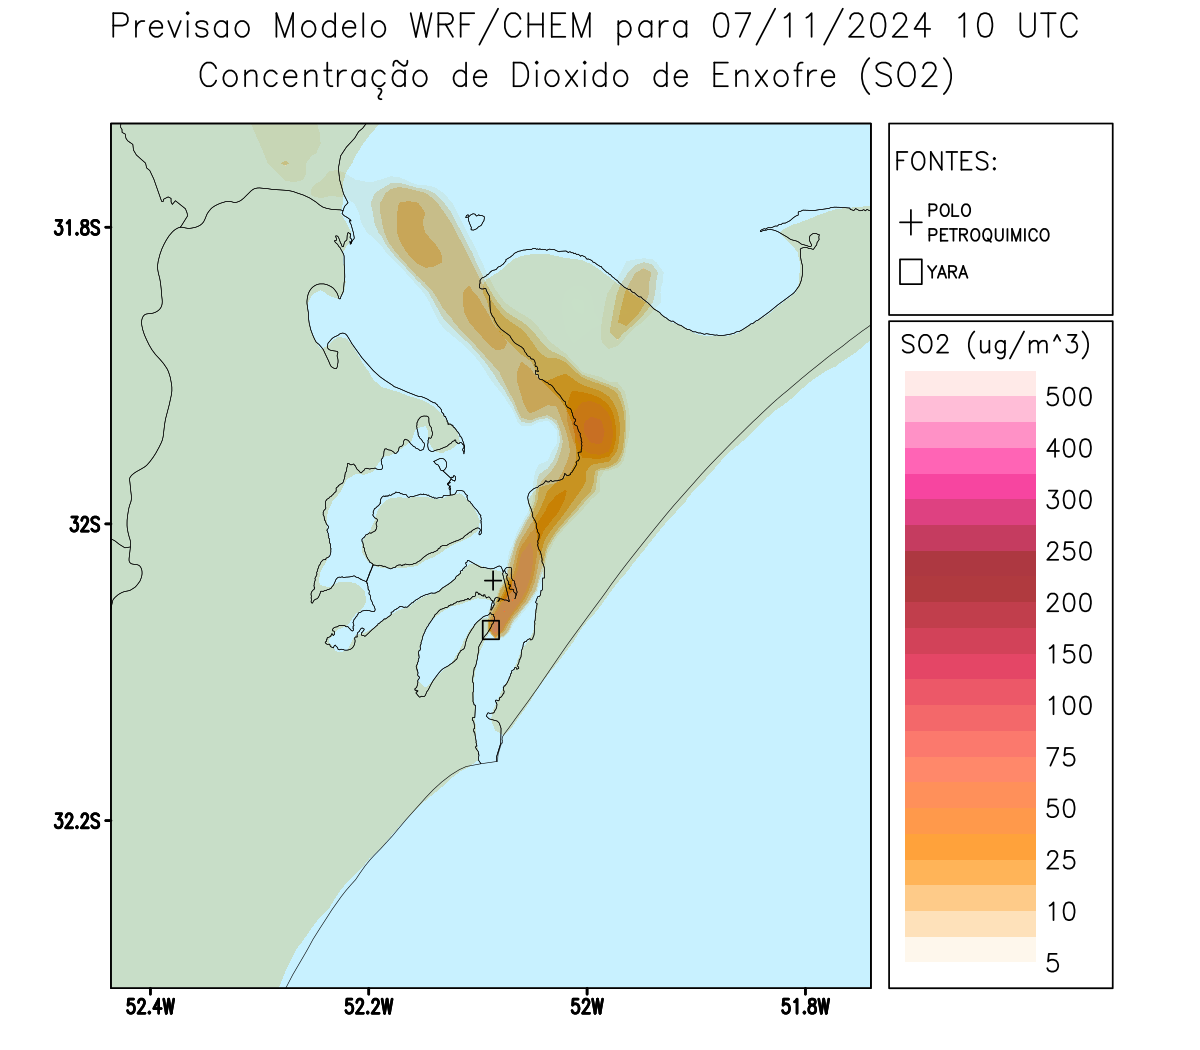 Previsao Modelo WRF/CHEM para 07/11/2024 10 UTC
Concentração de Dioxido de Enxofre (SO2)
FONTES:
POLO
PETROQUIMICO
YARA
SO2 (ug/m^3)
500
400
300
250
200
150
100
75
50
25
10
5
31.8S
32S
32.2S
52.4W
52.2W
52W
51.8W